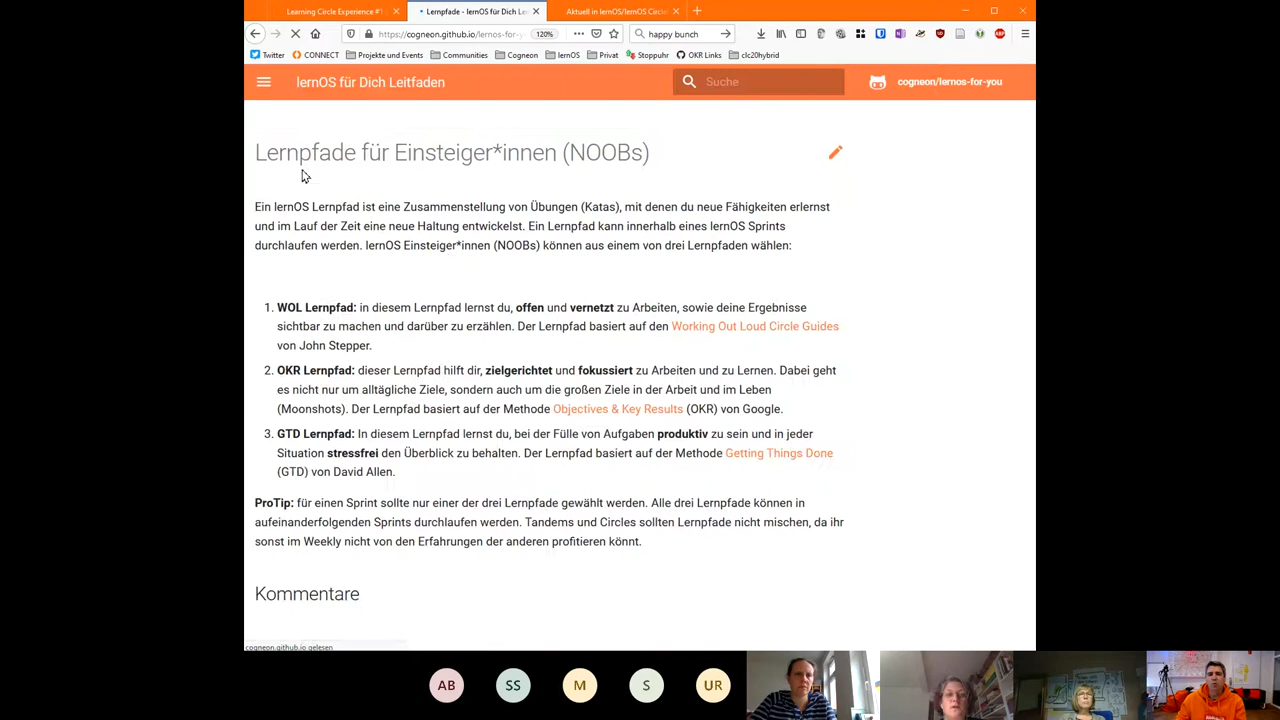 Learning Circle Experience #1
Lernpfade - lernOS für Dich Ler
Aktuell in lernOS/lernOS Circle
https://cogneon.github.io/lernos-for-y
120%
happy bunch
Twitter
CONNECT
Projekte und Events
Communities
Cogneon
lernOS
Privat
Stoppuhr
OKR Links
clc20hybrid
lernOS für Dich Leitfaden
Suche
cogneon/lernos-for-you
Lernpfade für Einsteiger*innen (NOOBs)
Ein lernOS Lernpfad ist eine Zusammenstellung von Übungen (Katas), mit denen du neue Fähigkeiten erlernst
und im Lauf der Zeit eine neue Haltung entwickelst. Ein Lernpfad kann innerhalb eines lernOS Sprints
durchlaufen werden. lernOS Einsteiger*innen (NOOBs) können aus einem von drei Lernpfaden wählen:
1. WOL Lernpfad: in diesem Lernpfad lernst du, offen und vernetzt zu Arbeiten, sowie deine Ergebnisse
sichtbar zu machen und darüber zu erzählen. Der Lernpfad basiert auf den Working Out Loud Circle Guides
von John Stepper.
2. OKR Lernpfad: dieser Lernpfad hilft dir, zielgerichtet und fokussiert zu Arbeiten und zu Lernen. Dabei geht
es nicht nur um alltägliche Ziele, sondern auch um die großen Ziele in der Arbeit und im Leben
(Moonshots). Der Lernpfad basiert auf der Methode Objectives & Key Results (OKR) von Google.
3. GTD Lernpfad: In diesem Lernpfad lernst du, bei der Fülle von Aufgaben produktiv zu sein und in jeder
Situation stressfrei den Überblick zu behalten. Der Lernpfad basiert auf der Methode Getting Things Done
(GTD) von David Allen.
ProTip: für einen Sprint sollte nur einer der drei Lernpfade gewählt werden. Alle drei Lernpfade können in
aufeinanderfolgenden Sprints durchlaufen werden. Tandems und Circles sollten Lernpfade nicht mischen, da ihr
sonst im Weekly nicht von den Erfahrungen der anderen profitieren könnt.
Kommentare
cogneon.github.io gelesen
AB
SS
M
S
UR